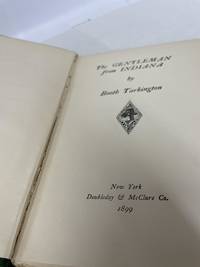 The GENTLEMAN
from INDIANA
by
Booth Tarkington
New York
Doubleday & McClure Co.
1899